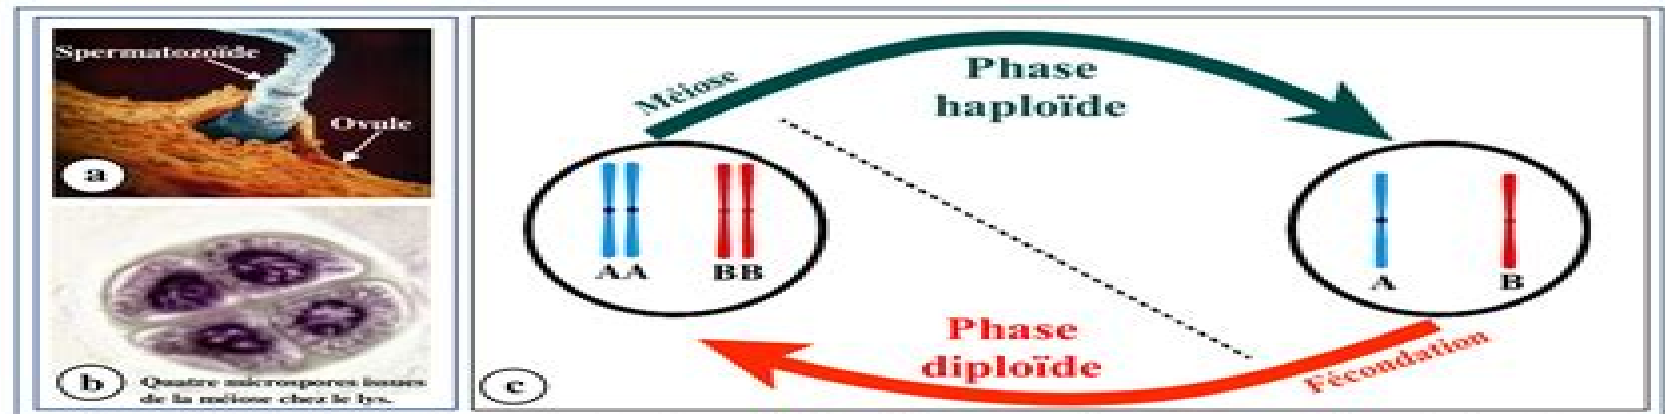 Spermatozoïde
Ovule
a
b
Quatre microspores issues
de la méiose chez le lys.
Méiose
Phase
haploïde
AA BB
A B
Phase
diploïde
Fécondation
c